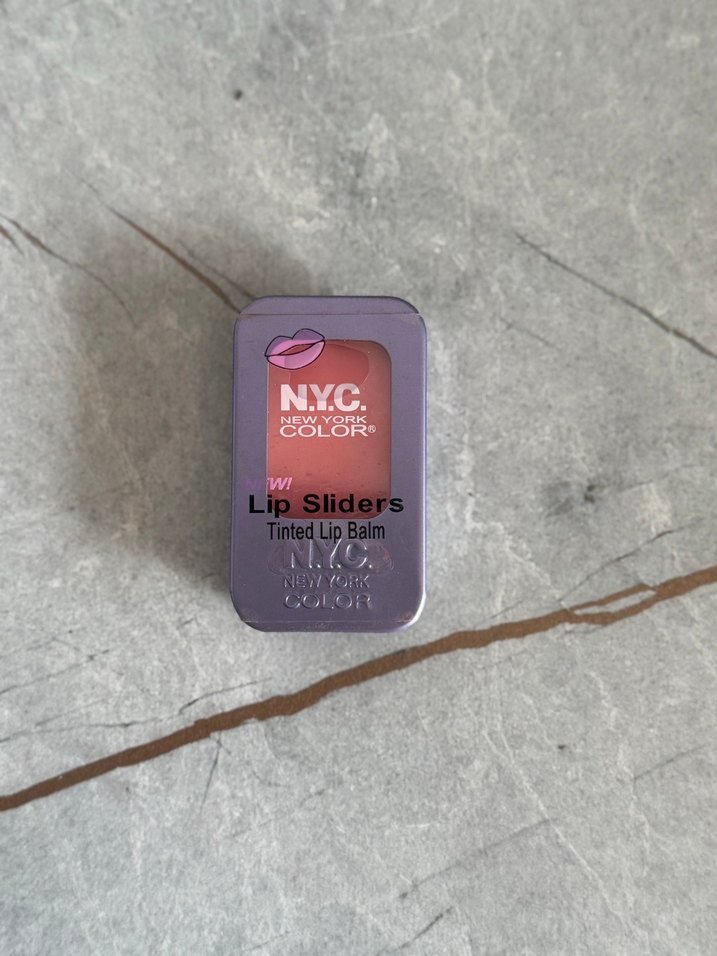 N.Y.C.
NEW YORK
COLOR®
NEW!
Lip Sliders
Tinted Lip Balm
N.Y.C.
NEW YORK
COLOR